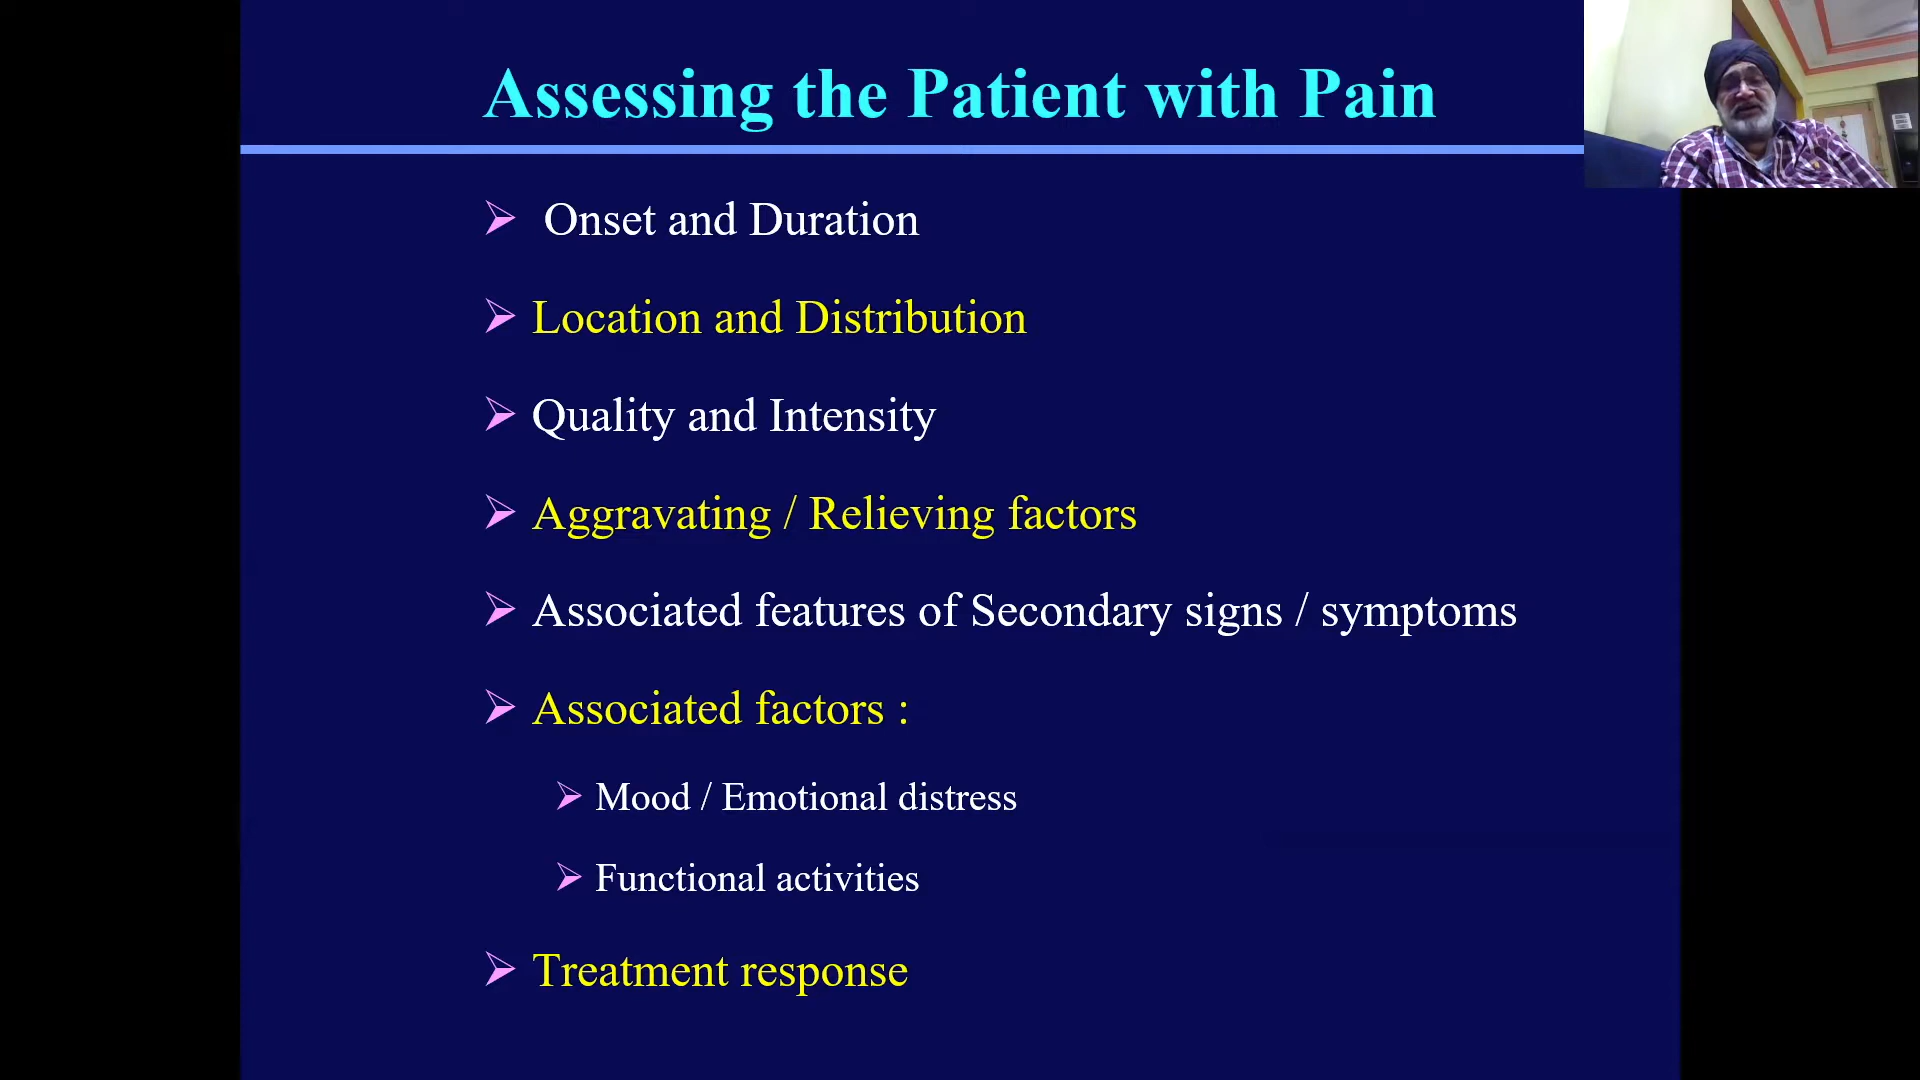 Assessing the Patient with Pain
Onset and Duration
Location and Distribution
Quality and Intensity
Aggravating / Relieving factors
Associated features of Secondary signs / symptoms
Associated factors :
Mood / Emotional distress
Functional activities
Treatment response